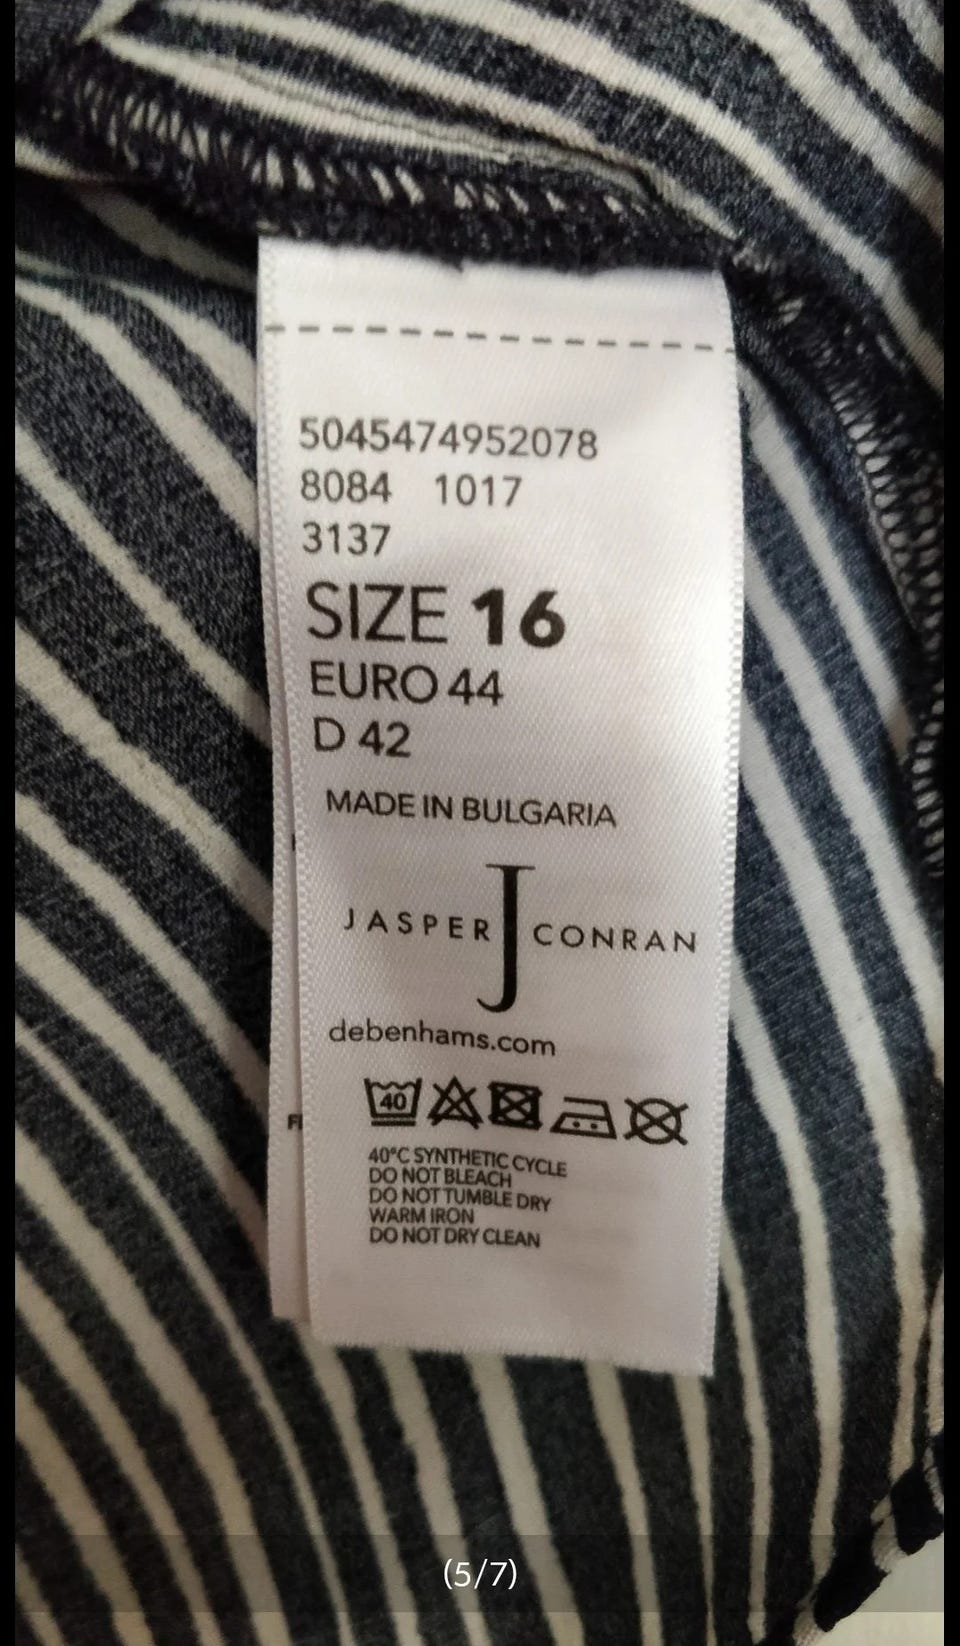 5045474952078
8084 1017
3137
SIZE 16
EURO 44
D 42
MADE IN BULGARIA
JASPER J CONRAN
debenhams.com
40
40°C SYNTHETIC CYCLE
DO NOT BLEACH
DO NOT TUMBLE DRY
WARM IRON
DO NOT DRY CLEAN
(5/7)